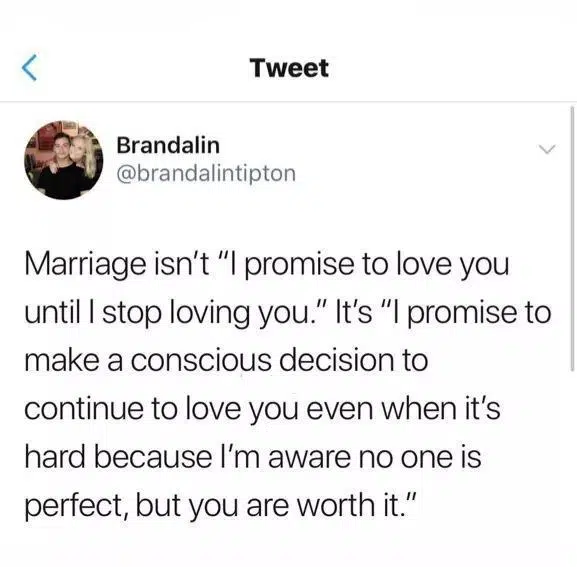 Tweet
Brandalin
@brandalintipton
Marriage isn’t “I promise to love you
until I stop loving you.” It’s “I promise to
make a conscious decision to
continue to love you even when it’s
hard because I’m aware no one is
perfect, but you are worth it.”